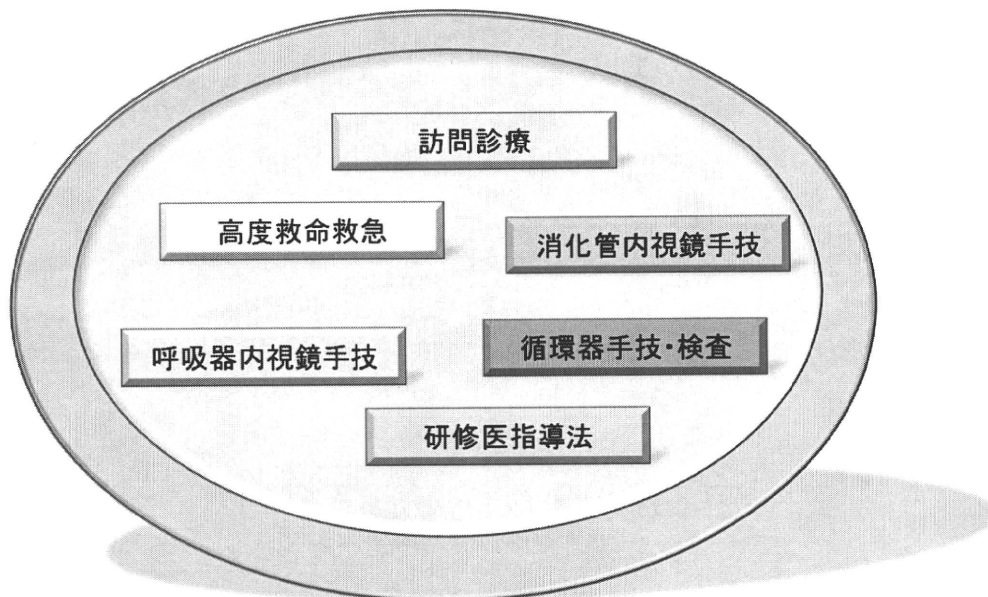 訪問診療
高度救命救急
消化管内視鏡手技
呼吸器内視鏡手技
循環器手技・検査
研修医指導法